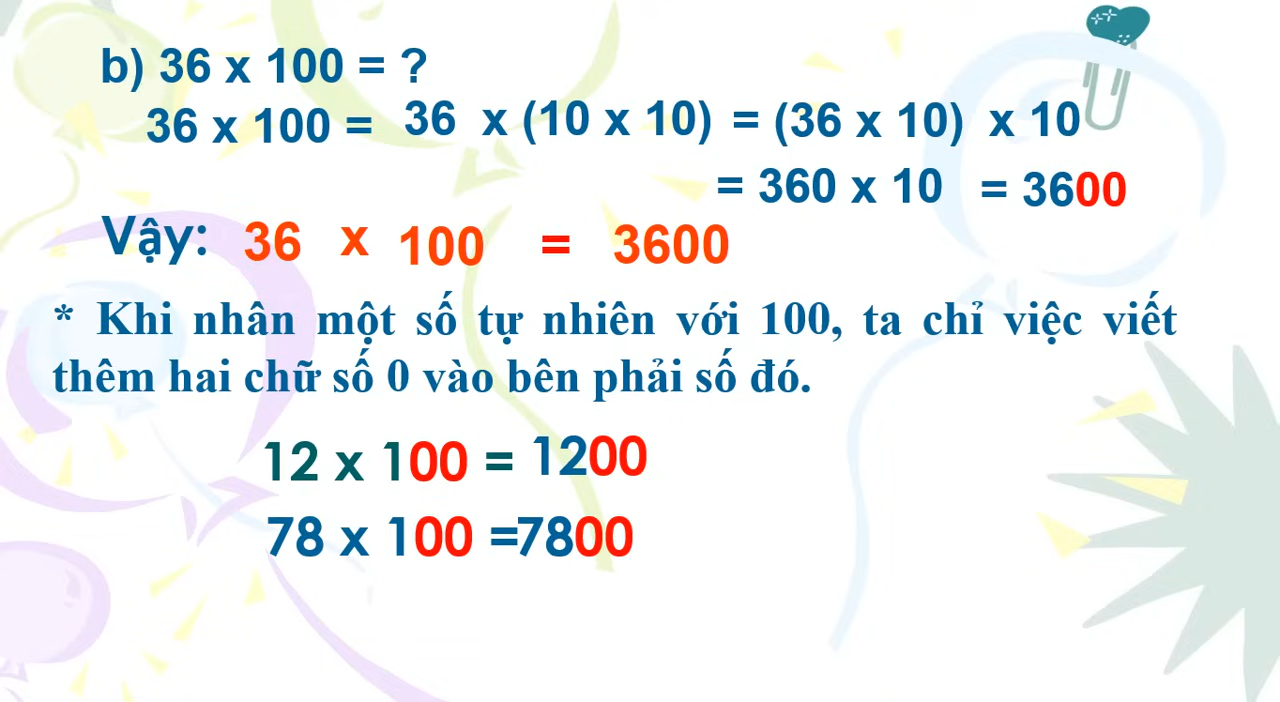 b) 36 x 100 = ?
36 x 100 = 36 x (10 x 10) = (36 x 10) x 10
= 360 x 10 = 3600
Vậy: 36 x 100 = 3600
* Khi nhân một số tự nhiên với 100, ta chỉ việc viết
thêm hai chữ số 0 vào bên phải số đó.
12 x 100 = 1200
78 x 100 =7800